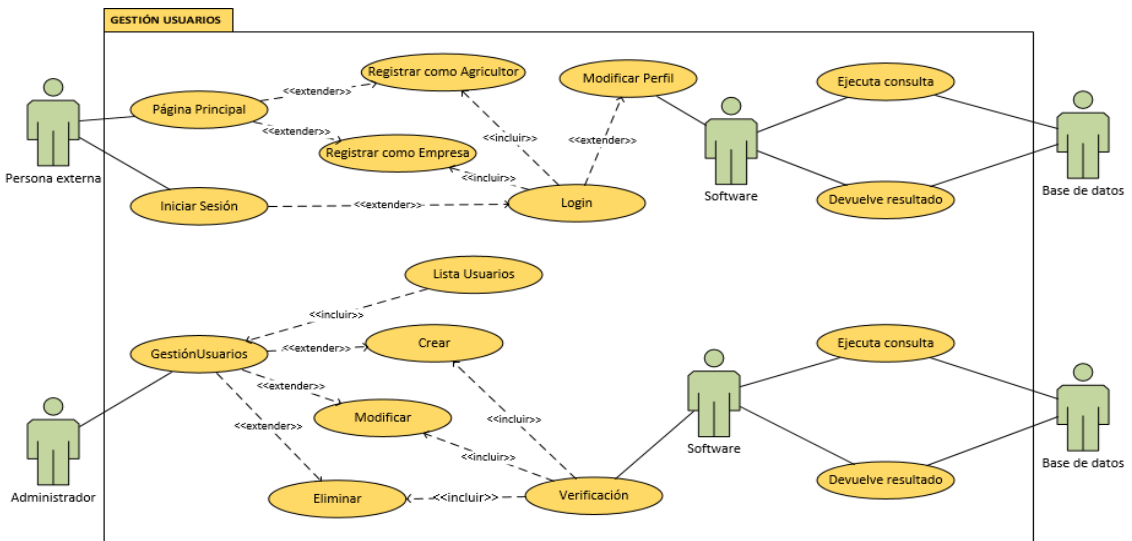 GESTIÓN USUARIOS
Registrar como Agricultor
Modificar Perfil
Ejecuta consulta
<<extender>>
Página Principal
<<extender>>
<<incluir>>
<<extender>>
Registrar como Empresa
<<incluir>>
Persona externa
Iniciar Sesión
<<extender>>
Login
Software
Devuelve resultado
Base de datos
Lista Usuarios
<<incluir>>
GestiónUsuarios
<<extender>>
Crear
Ejecuta consulta
<<extender>>
Modificar
<<incluir>>
<<extender>>
<<incluir>>
Software
Base de datos
Administrador
Eliminar
<<incluir>>
Verificación
Devuelve resultado